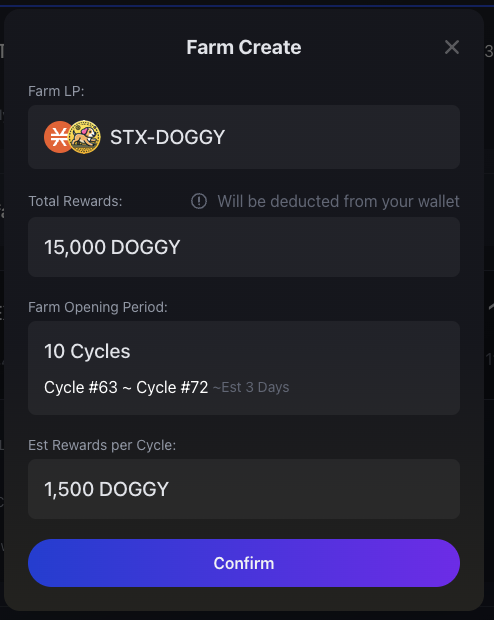 Farm Create
Farm LP:
STX-DOGGY
Total Rewards:
Will be deducted from your wallet
15,000 DOGGY
Farm Opening Period:
10 Cycles
Cycle #63 ~ Cycle #72 ~Est 3 Days
Est Rewards per Cycle:
1,500 DOGGY
Confirm